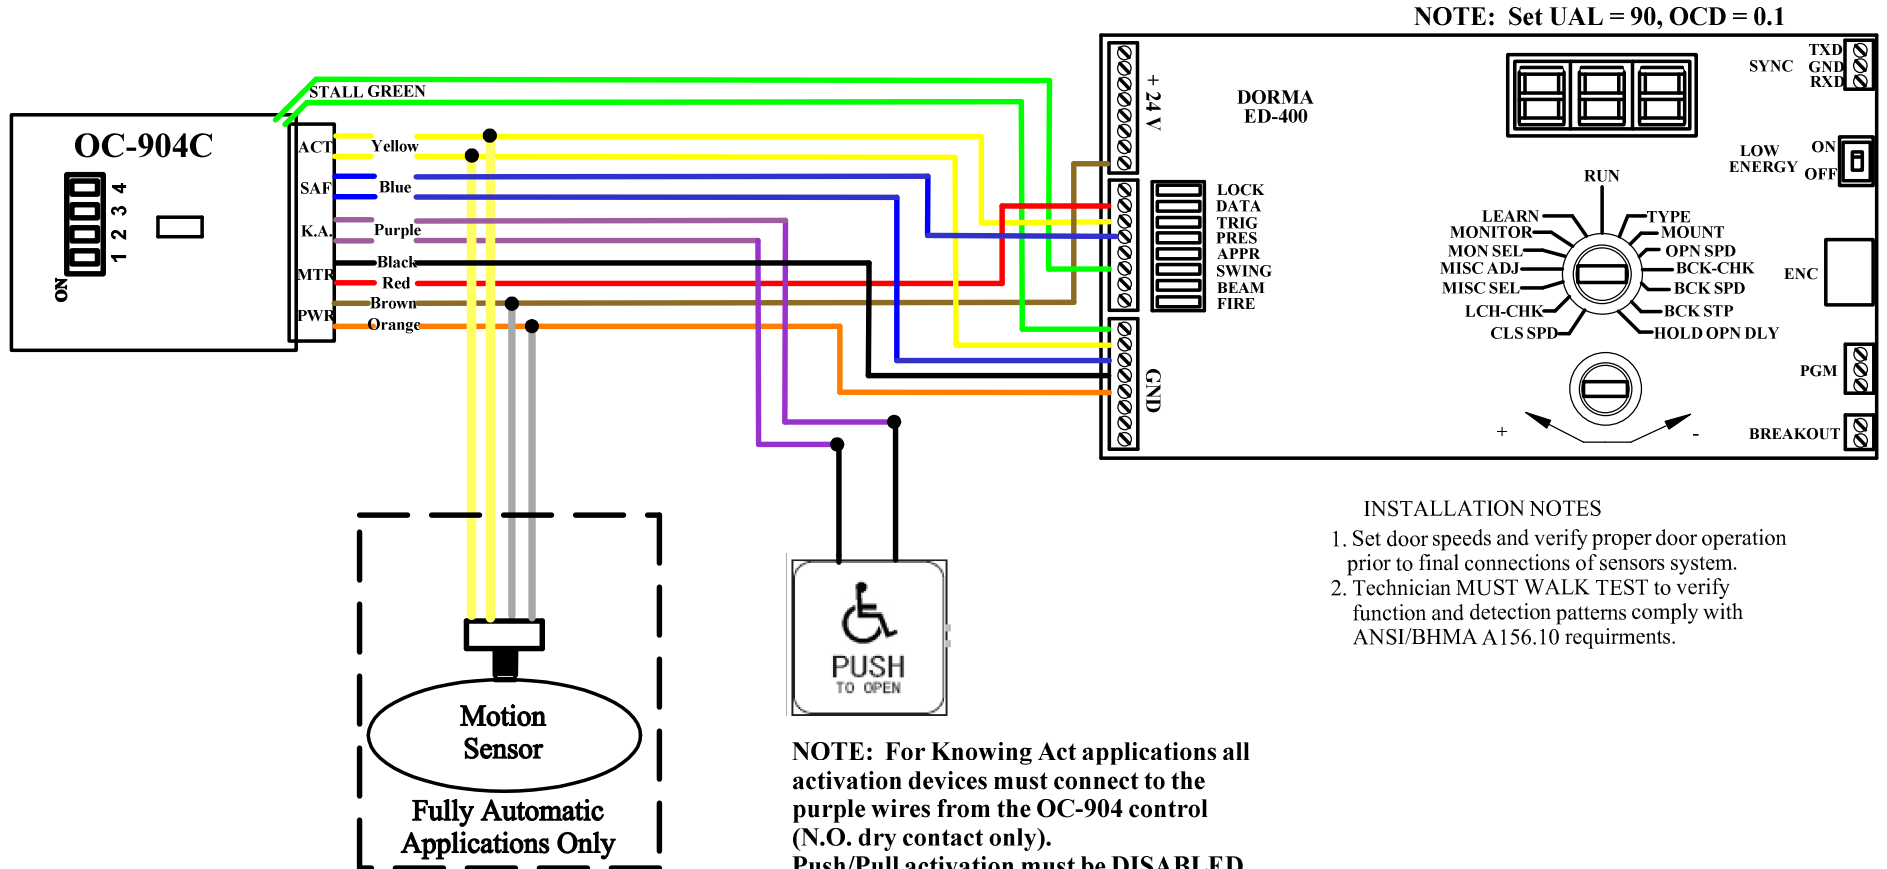 NOTE: Set UAL = 90, OCD = 0.1
STALL GREEN
OC-904C
4
3
2
1
ON
ACT
SAF
K.A.
MTR
PWR
Yellow
Blue
Purple
Black
Red
Brown
Orange
+ 24 V
GND
DORMA
ED-400
LOCK
DATA
TRIG
PRES
APPR
SWING
BEAM
FIRE
SYNC
TXD
GND
RXD
LOW
ENERGY
ON
OFF
RUN
LEARN
MONITOR
MON SEL
MISC ADJ
MISC SEL
LCH-CHK
CLS SPD
TYPE
MOUNT
OPN SPD
BCK-CHK
BCK SPD
BCK STP
HOLD OPN DLY
ENC
PGM
BREAKOUT
+
-
INSTALLATION NOTES
1. Set door speeds and verify proper door operation
prior to final connections of sensors system.
2. Technician MUST WALK TEST to verify
function and detection patterns comply with
ANSI/BHMA A156.10 requirments.
PUSH
TO OPEN
Motion
Sensor
Fully Automatic
Applications Only
NOTE: For Knowing Act applications all
activation devices must connect to the
purple wires from the OC-904 control
(N.O. dry contact only).
Push/Pull activation must be DISABLED